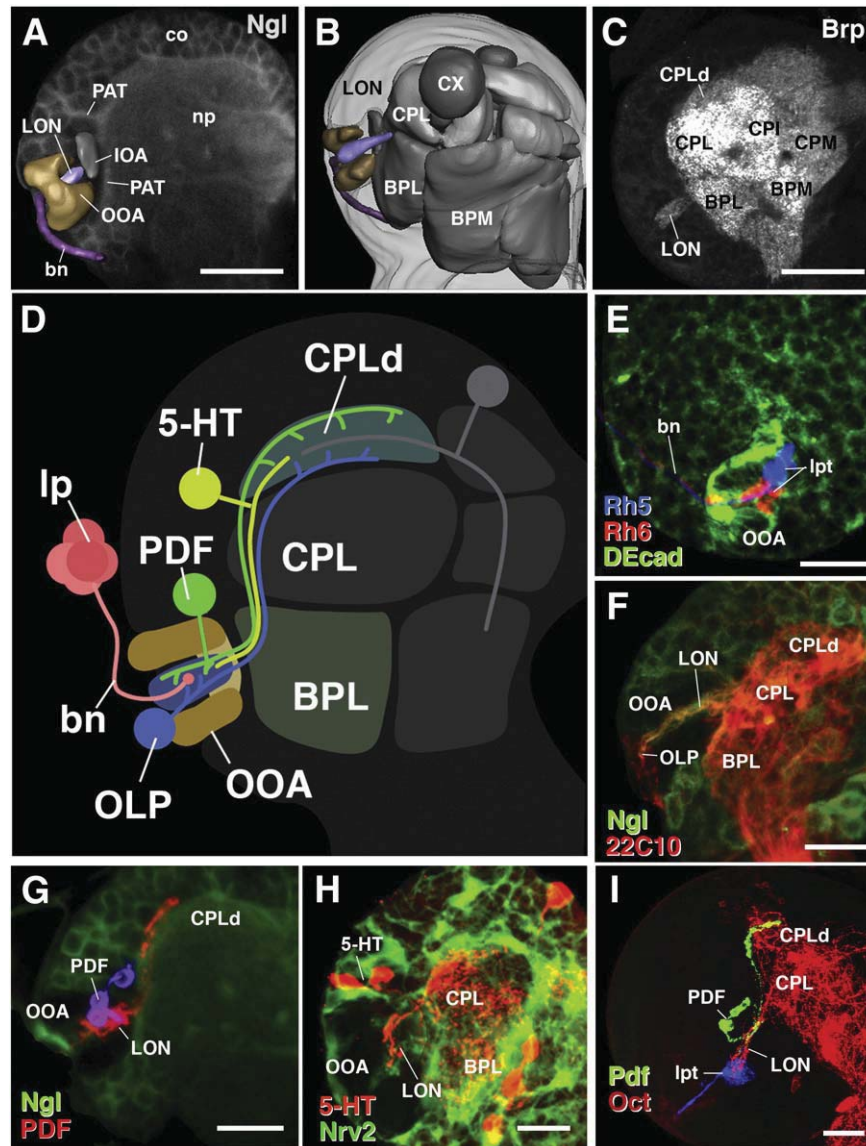 A
Ngl
co
PAT
np
LON
IOA
PAT
OOA
bn
B
LON
CX
CPL
BPL
BPM
C
Brp
CPLd
CPL
CPI
CPM
BPL
BPM
LON
D
CPLd
5-HT
lp
PDF
CPL
BPL
bn
OLP
OOA
E
bn
lpt
Rh5
Rh6
DEcad
OOA
F
CPLd
LON
CPL
OOA
OLP
BPL
Ngl
22C10
G
CPLd
PDF
OOA
LON
Ngl
PDF
H
5-HT
CPL
OOA
BPL
LON
5-HT
Nrv2
I
CPLd
CPL
PDF
lpt
LON
Pdf
Oct